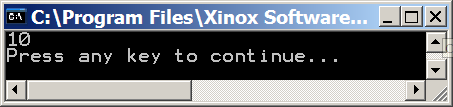 C:\Program Files\Xinox Software...
10
Press any key to continue...